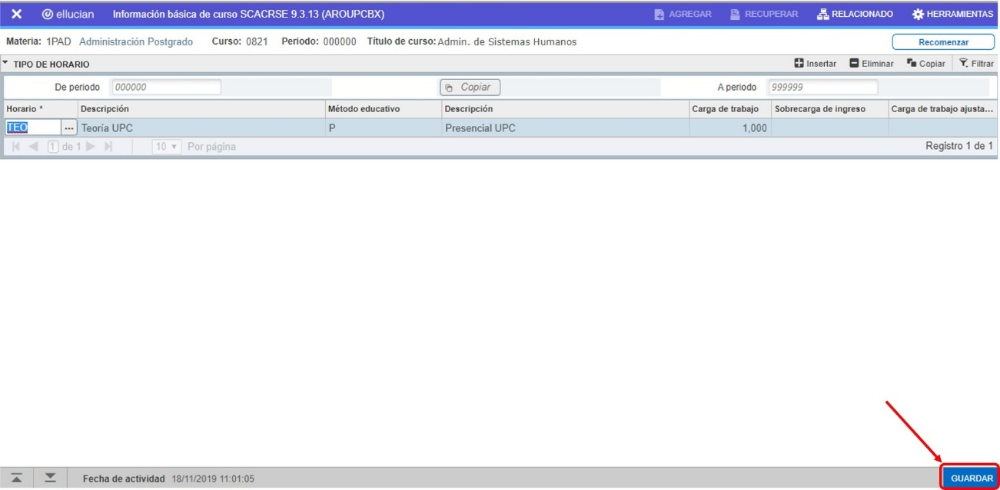 ellucian Información básica de curso SCACRSE 9.3.13 (AROUPCBX) AGREGAR RECUPERAR RELACIONADO HERRAMIENTAS
Materia: 1PAD Administración Postgrado Curso: 0821 Periodo: 000000 Título de curso: Admin. de Sistemas Humanos Recomenzar
TIPO DE HORARIO Insertar Eliminar Copiar Filtrar
De periodo 000000 Copiar A periodo 999999
Horario * Descripción Método educativo Descripción Carga de trabajo Sobrecarga de ingreso Carga de trabajo ajusta...
TEO ... Teoría UPC P Presencial UPC 1,000
1 de 1 10 Por página Registro 1 de 1
Fecha de actividad 18/11/2019 11:01:05 GUARDAR